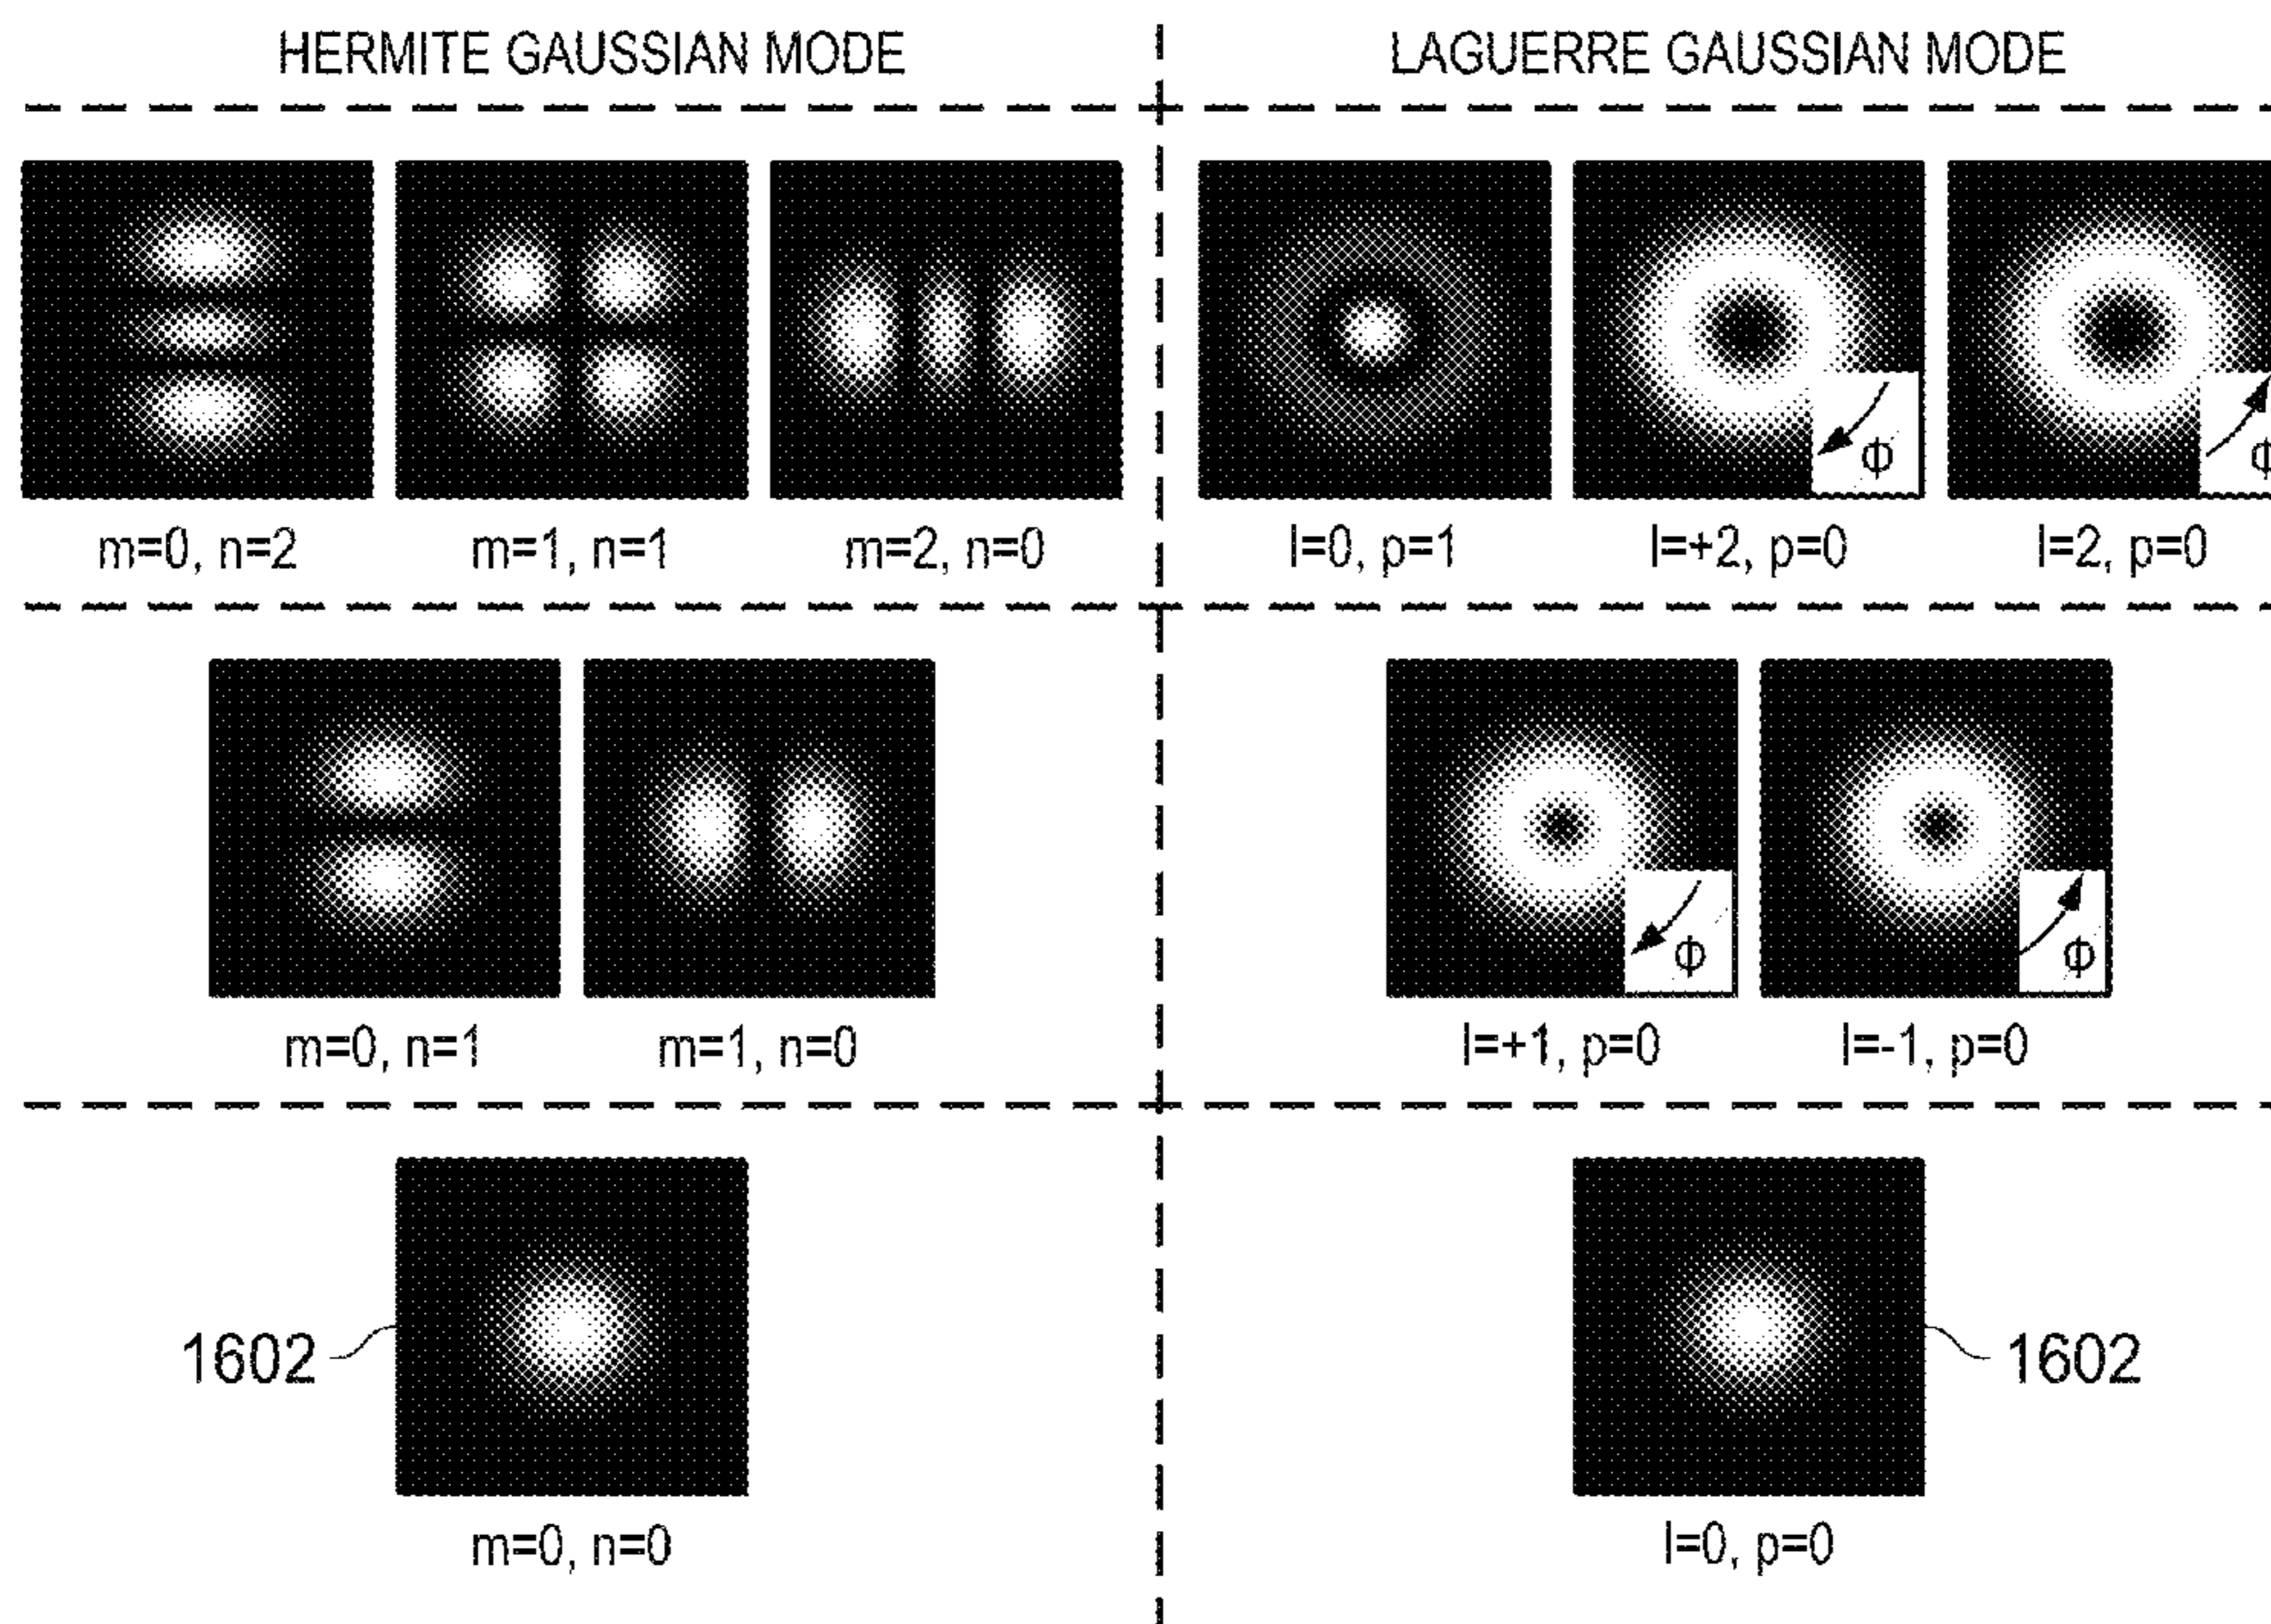 HERMITE GAUSSIAN MODE
LAGUERRE GAUSSIAN MODE
m=0, n=2
m=1, n=1
m=2, n=0
ϕ
ϕ
l=0, p=1
l=+2, p=0
l=2, p=0
ϕ
ϕ
m=0, n=1
m=1, n=0
l=+1, p=0
l=-1, p=0
1602
1602
m=0, n=0
l=0, p=0